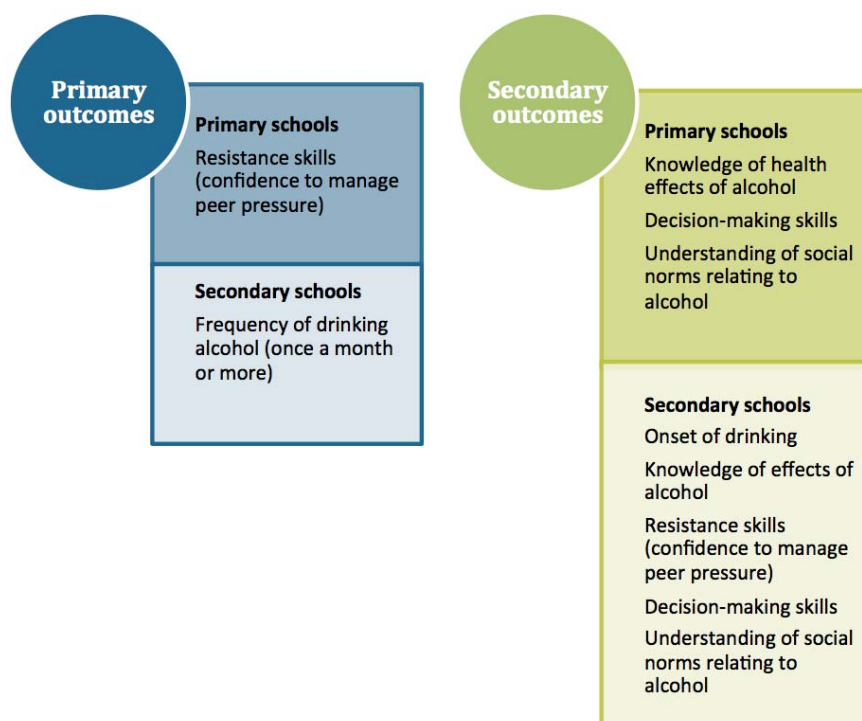 Primary
outcomes
Primary schools
Resistance skills
(confidence to manage
peer pressure)
Secondary schools
Frequency of drinking
alcohol (once a month
or more)
Secondary
outcomes
Primary schools
Knowledge of health
effects of alcohol
Decision-making skills
Understanding of social
norms relating to
alcohol
Secondary schools
Onset of drinking
Knowledge of effects of
alcohol
Resistance skills
(confidence to manage
peer pressure)
Decision-making skills
Understanding of social
norms relating to
alcohol